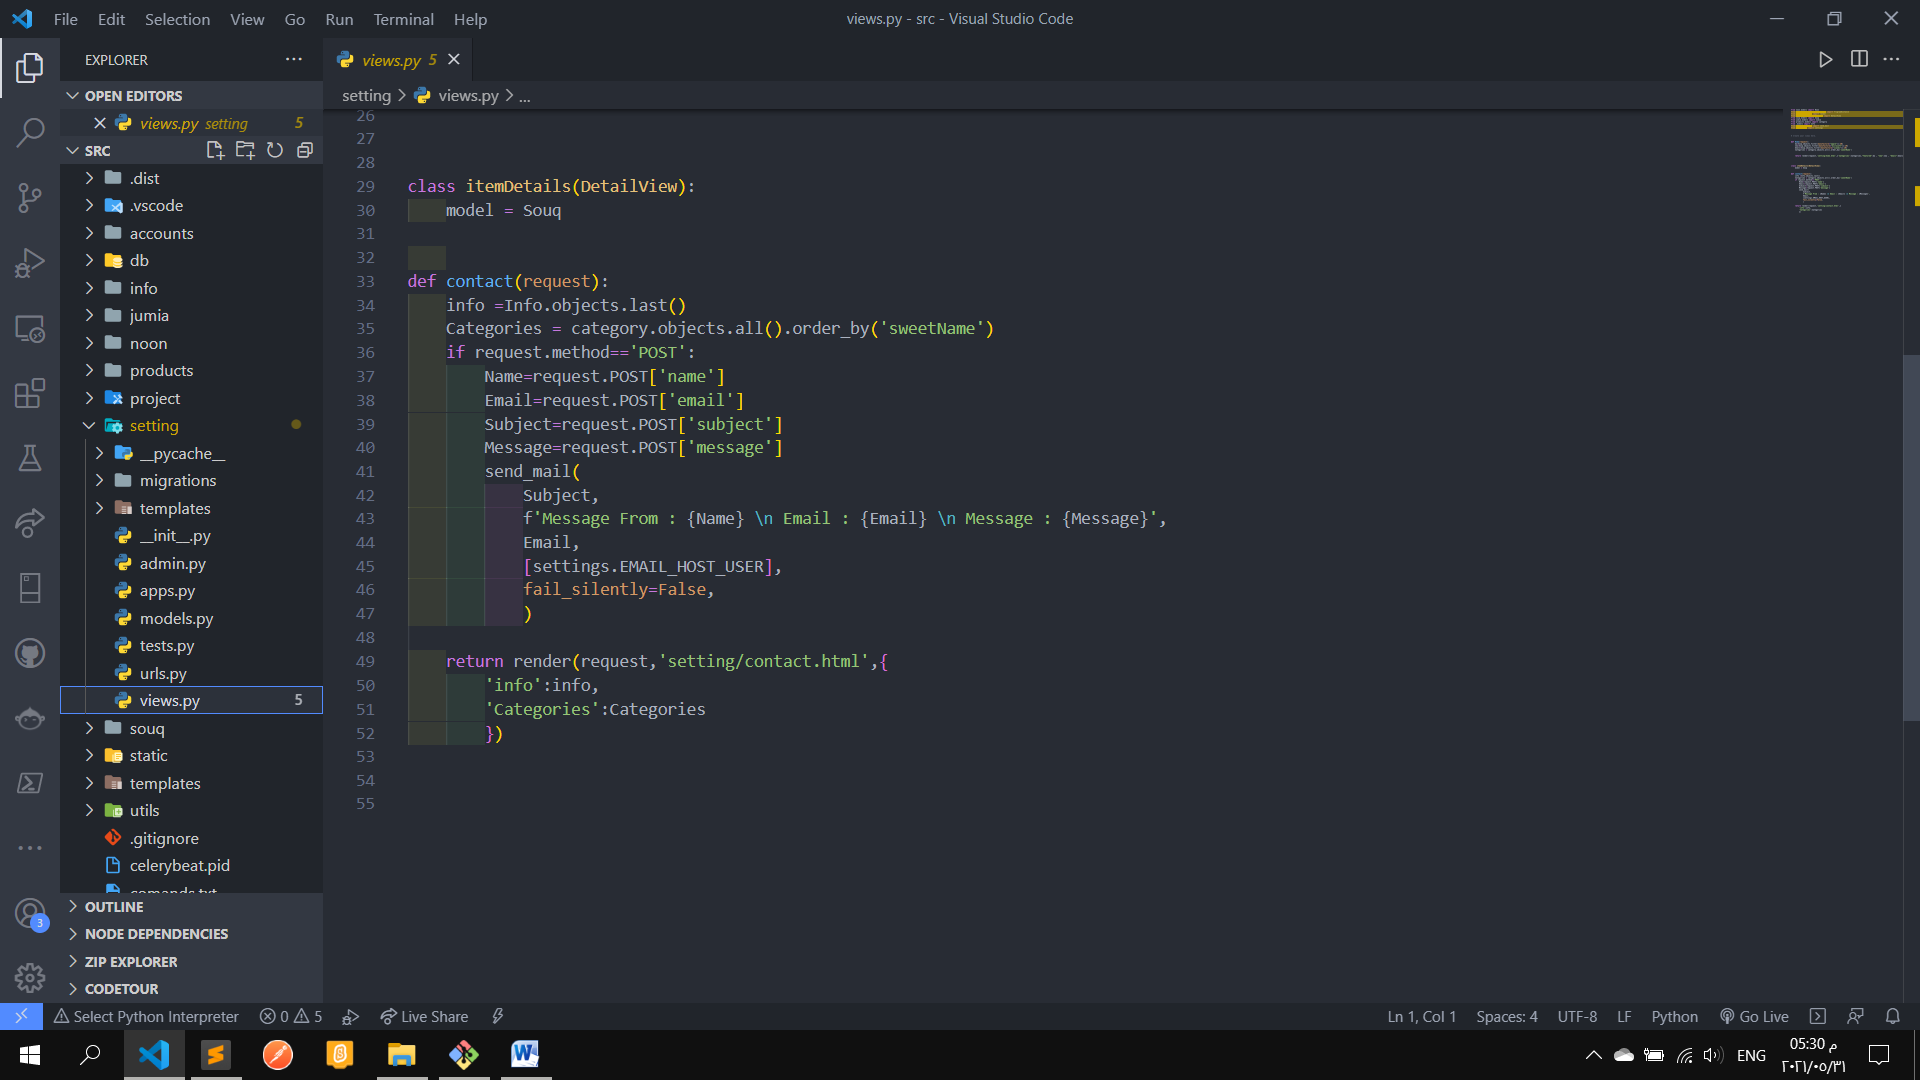 File Edit Selection View Go Run Terminal Help
views.py - src - Visual Studio Code
EXPLORER
OPEN EDITORS
views.py setting 5
SRC
.dist
.vscode
accounts
db
info
jumia
noon
products
project
setting
__pycache__
migrations
templates
__init__.py
admin.py
apps.py
models.py
tests.py
urls.py
views.py 5
souq
static
templates
utils
.gitignore
celerybeat.pid
comands.txt
OUTLINE
NODE DEPENDENCIES
ZIP EXPLORER
CODETOUR
3
views.py 5
setting > views.py > ...
26
27
28
29 class itemDetails(DetailView):
30 model = Souq
31
32
33 def contact(request):
34 info =Info.objects.last()
35 Categories = category.objects.all().order_by('sweetName')
36 if request.method=='POST':
37 Name=request.POST['name']
38 Email=request.POST['email']
39 Subject=request.POST['subject']
40 Message=request.POST['message']
41 send_mail(
42 Subject,
43 f'Message From : {Name} \n Email : {Email} \n Message : {Message}',
44 Email,
45 [settings.EMAIL_HOST_USER],
46 fail_silently=False,
47 )
48
49 return render(request,'setting/contact.html',{
50 'info':info,
51 'Categories':Categories
52 })
53
54
55
Select Python Interpreter 0 5 Live Share Ln 1, Col 1 Spaces: 4 UTF-8 LF Python Go Live
ENG
05:30 م
٢٠٢١/٠٥/٣١